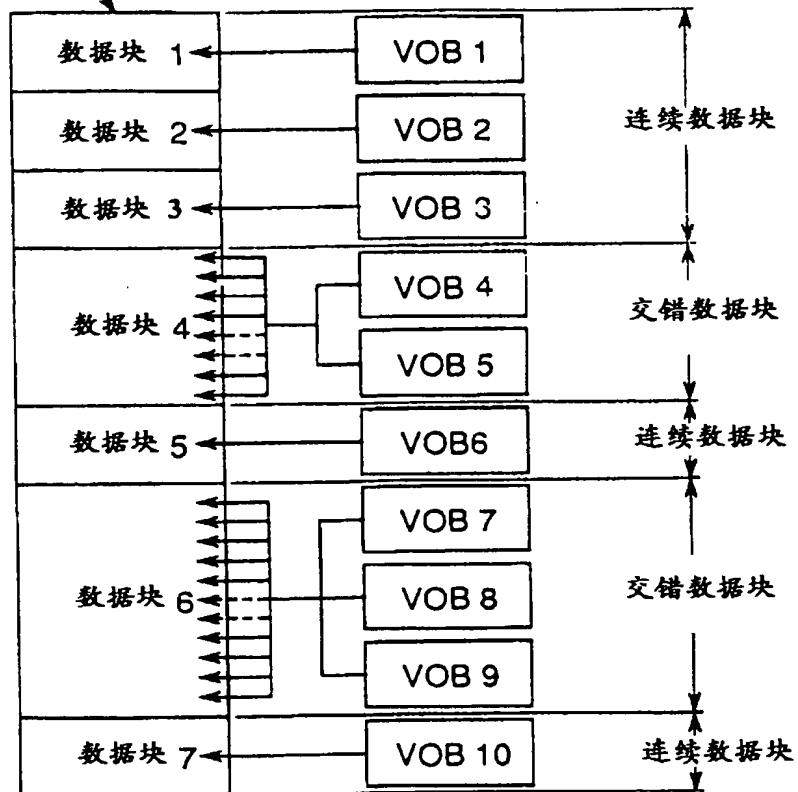 数据块 1
VOB 1
数据块 2
VOB 2
连续数据块
数据块 3
VOB 3
数据块 4
VOB 4
交错数据块
VOB 5
数据块 5
VOB6
连续数据块
数据块 6
VOB 7
VOB 8
交错数据块
VOB 9
数据块 7
VOB 10
连续数据块